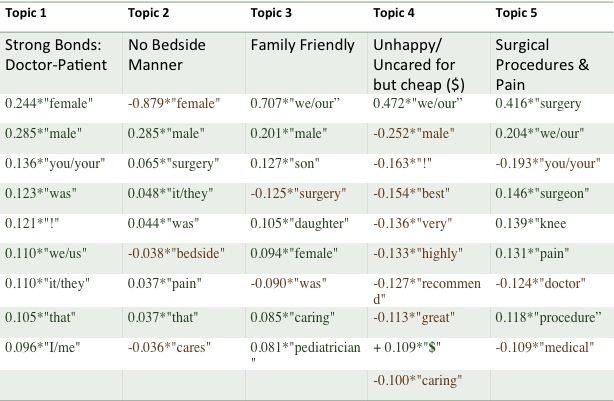 Topic 1 Topic 2 Topic 3 Topic 4 Topic 5
Strong Bonds: No Bedside Family Friendly Unhappy/ Surgical
Doctor-Patient Manner Uncared for Procedures &
but cheap ($) Pain
0.244*"female" -0.879*"female" 0.707*"we/our” 0.472*"we/our” 0.416*"surgery
0.285*"male" 0.285*"male" 0.201*"male" -0.252*"male" 0.204*"we/our"
0.136*"you/your" 0.065*"surgery" 0.127*"son" -0.163*"!" -0.193*"you/your"
0.123*"was" 0.048*"it/they" -0.125*"surgery" -0.154*"best" 0.146*"surgeon"
0.121*"!" 0.044*"was" 0.105*"daughter" -0.136*"very" 0.139*"knee
0.110*"we/us" -0.038*"bedside" 0.094*"female" -0.133*"highly" 0.131*"pain"
0.110*"it/they" 0.037*"pain" -0.090*"was" -0.127*"recommen -0.124*"doctor"
d"
0.105*"that" 0.037*"that" 0.085*"caring" -0.113*"great" 0.118*"procedure”
0.096*"I/me" -0.036*"cares" 0.081*"pediatrician + 0.109*"$" -0.109*"medical"
"
-0.100*"caring"